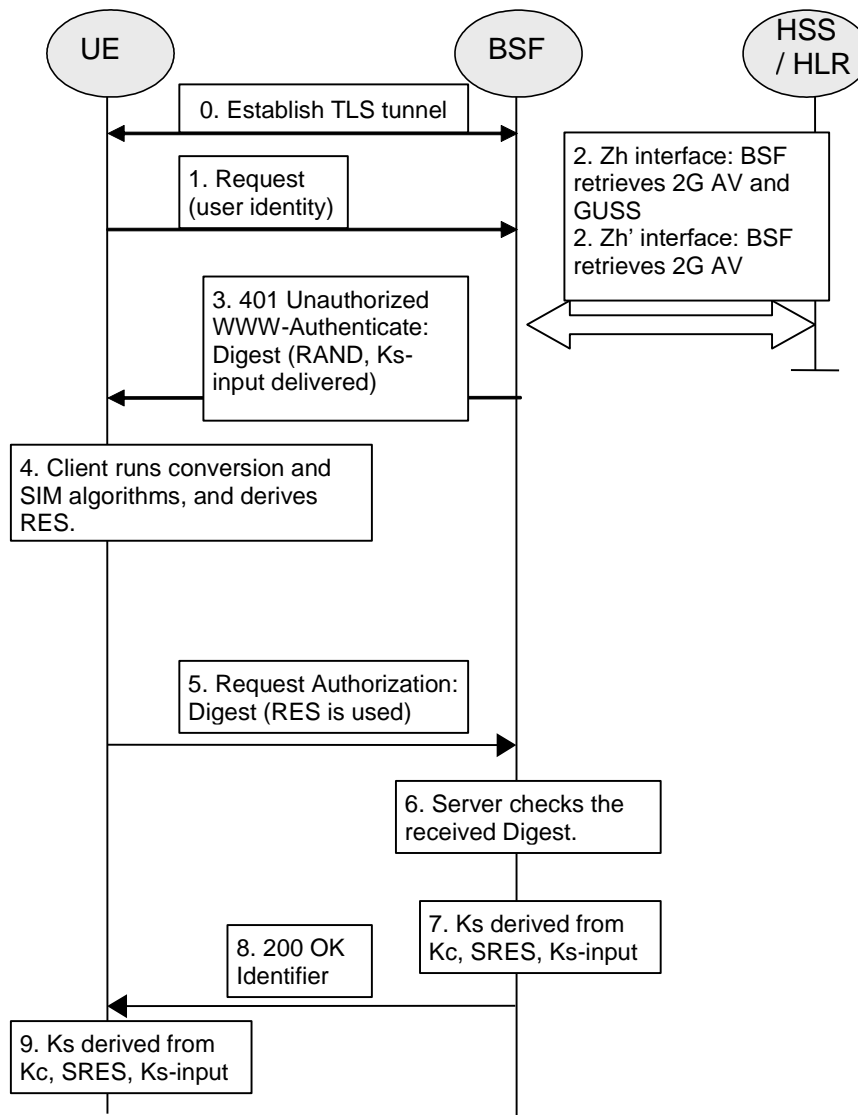 UE
BSF
HSS
/ HLR
0. Establish TLS tunnel
2. Zh interface: BSF
retrieves 2G AV and
GUSS
2. Zh’ interface: BSF
retrieves 2G AV
1. Request
(user identity)
3. 401 Unauthorized
WWW-Authenticate:
Digest (RAND, Ks-
input delivered)
4. Client runs conversion and
SIM algorithms, and derives
RES.
5. Request Authorization:
Digest (RES is used)
6. Server checks the
received Digest.
7. Ks derived from
Kc, SRES, Ks-input
8. 200 OK
Identifier
9. Ks derived from
Kc, SRES, Ks-input